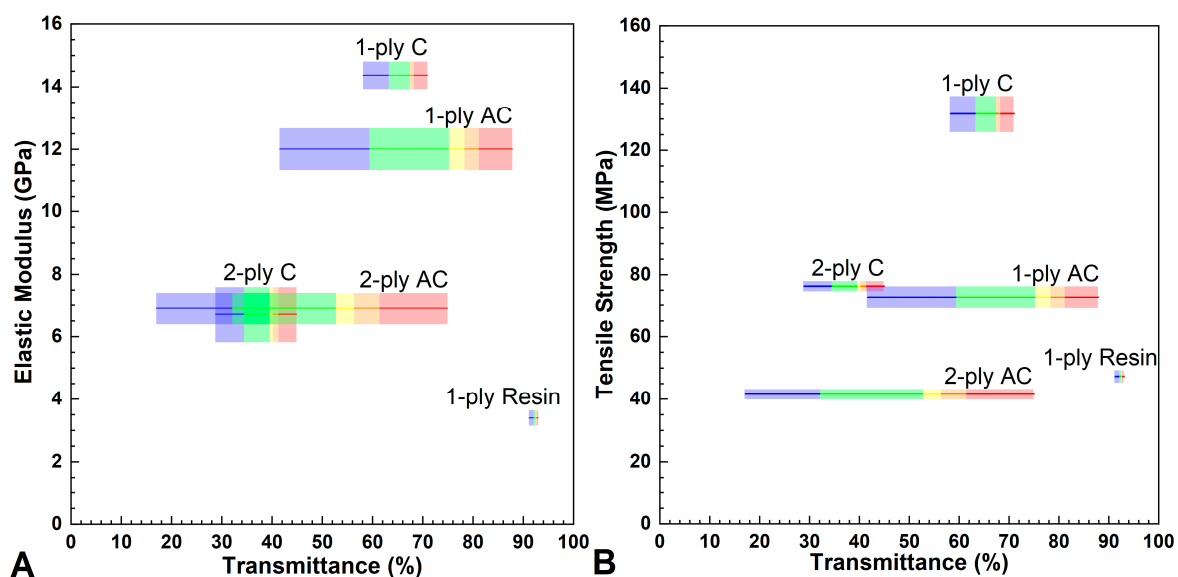 16
14
12
10
8
6
4
2
0
Elastic Modulus (GPa)
1-ply C
1-ply AC
2-ply C
2-ply AC
1-ply Resin
0 10 20 30 40 50 60 70 80 90 100
Transmittance (%)
A
160
140
120
100
80
60
40
20
0
Tensile Strength (MPa)
1-ply C
2-ply C
1-ply AC
1-ply Resin
2-ply AC
0 10 20 30 40 50 60 70 80 90 100
Transmittance (%)
B